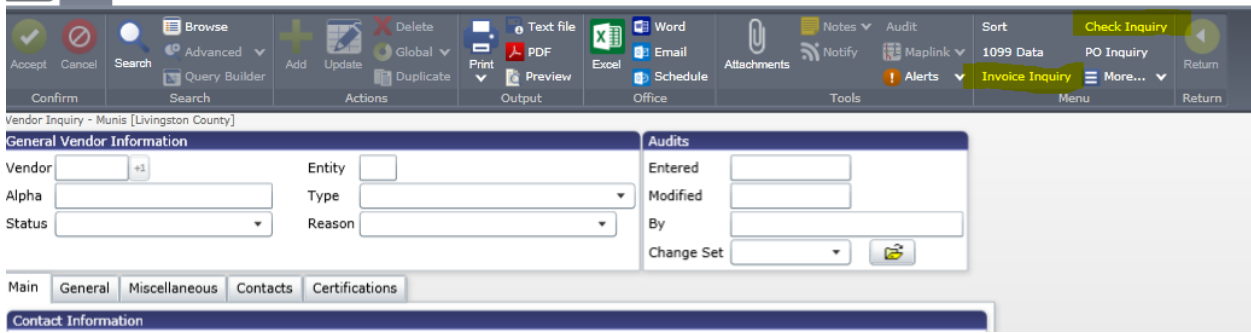 Browse Delete Text file Word Notes Audit Sort Check Inquiry
Accept Cancel Search Advanced Add Update Global Print PDF Excel Email Attachments Notify Maplink 1099 Data PO Inquiry Return
Query Builder Duplicate Preview Schedule Alerts Invoice Inquiry More...
Confirm Search Actions Output Office Tools Menu Return
Vendor Inquiry - Munis [Livingston County]
General Vendor Information Audits
Vendor +1 Entity Entered
Alpha Type Modified
Status Reason By
Change Set
Main General Miscellaneous Contacts Certifications
Contact Information